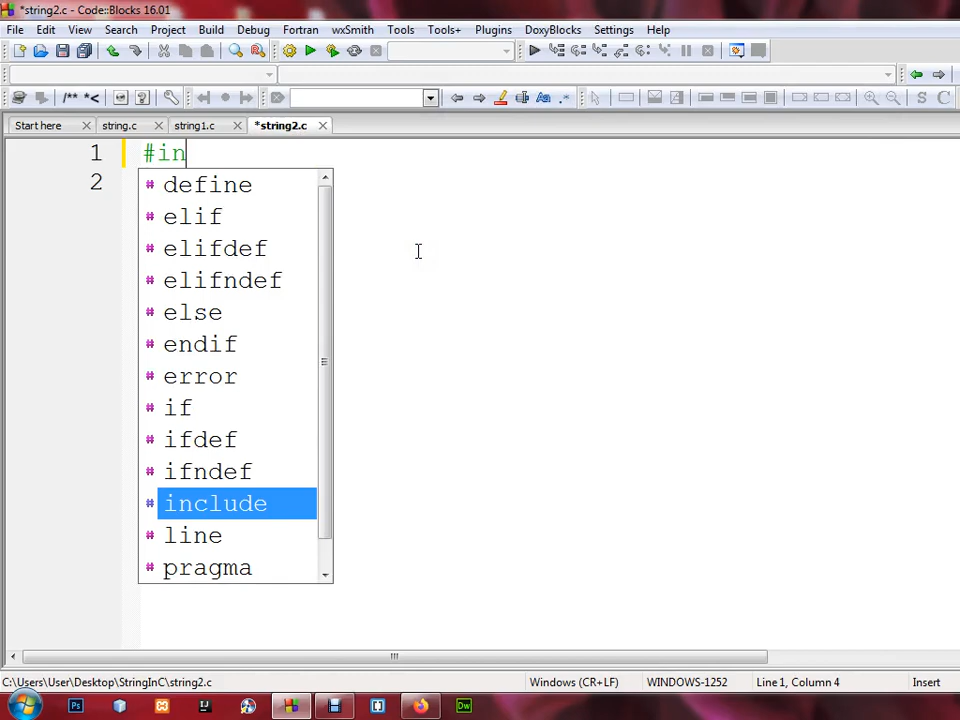 *string2.c - Code::Blocks 16.01
File Edit View Search Project Build Debug Fortran wxSmith Tools Tools+ Plugins DoxyBlocks Settings Help
/** *<
.*
S C
Start here string.c string1.c *string2.c
1 #in
2
# define
# elif
# elifdef
# elifndef
# else
# endif
# error
# if
# ifdef
# ifndef
# include
# line
# pragma
C:\Users\User\Desktop\StringInC\string2.c Windows (CR+LF) WINDOWS-1252 Line 1, Column 4 Insert
Ps Dw